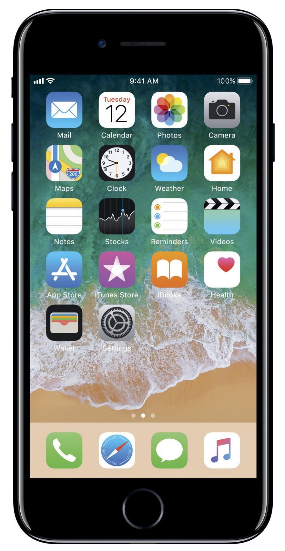 9:41 AM 100%
Tuesday
12
Mail Calendar Photos Camera
Maps Clock Weather Home
Notes Stocks Reminders Videos
App Store iTunes Store iBooks Health
Wallet Settings